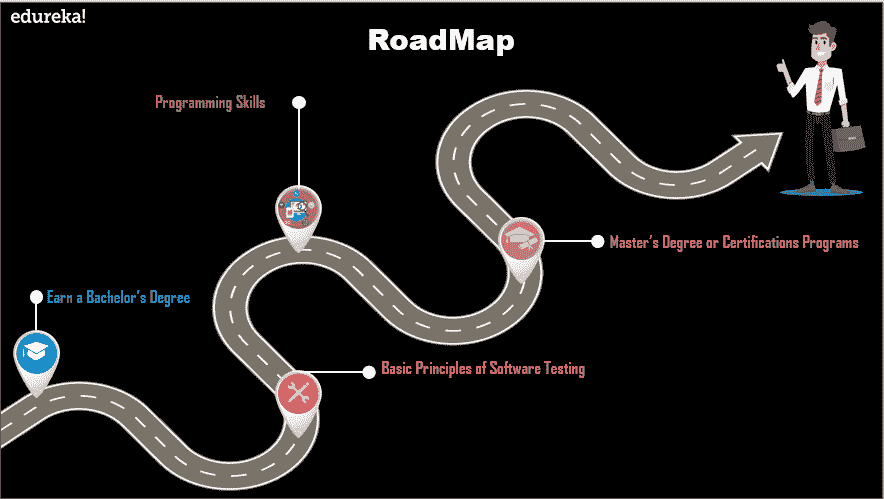 edureka!
RoadMap
Programming Skills
Master's Degree or Certifications Programs
Earn a Bachelor's Degree
Basic Principles of Software Testing